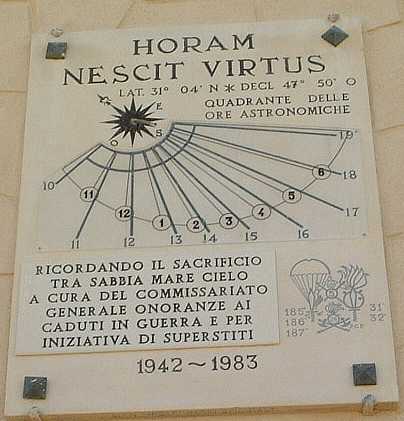 HORAM
NESCIT VIRTUS
LAT. 31° 04' N ✳ DECL 47° 50' O
QUADRANTE DELLE
ORE ASTRONOMICHE
E
S
O
19
18
17
16
15
14
13
12
11
10
11
12
1
2
3
4
5
6
RICORDANDO IL SACRIFICIO
TRA SABBIA MARE CIELO
A CURA DEL COMMISSARIATO
GENERALE ONORANZE AI
CADUTI IN GUERRA E PER
INIZIATIVA DI SUPERSTITI
185°
186°
187°
31°
32°
1942 ~ 1983